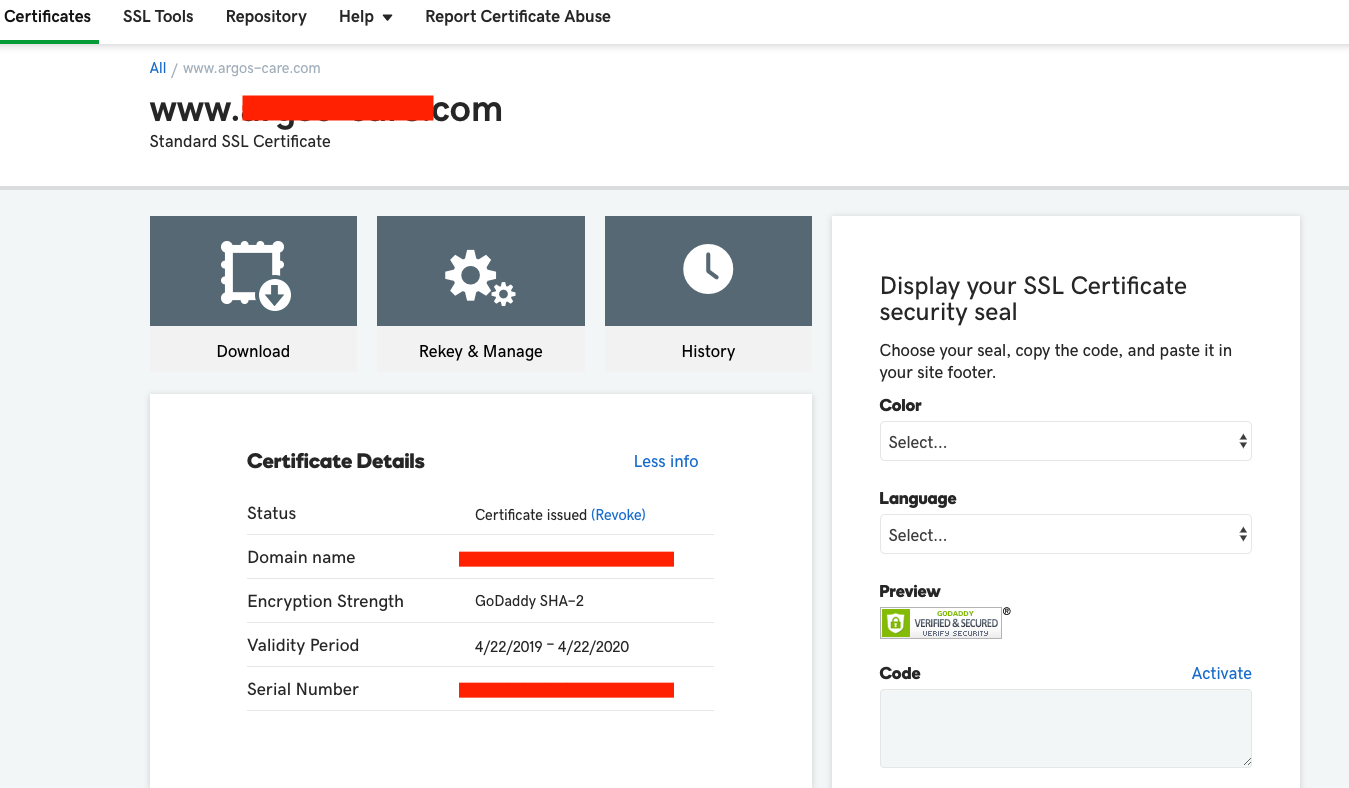 Certificates SSL Tools Repository Help Report Certificate Abuse
All / www.argos-care.com
www. com
Standard SSL Certificate
Download
Rekey & Manage
History
Certificate Details Less info
Status Certificate issued (Revoke)
Domain name
Encryption Strength GoDaddy SHA-2
Validity Period 4/22/2019 - 4/22/2020
Serial Number
Display your SSL Certificate
security seal
Choose your seal, copy the code, and paste it in
your site footer.
Color
Select...
Language
Select...
Preview
GODADDY
VERIFIED & SECURED
VERIFY SECURITY
®
Code Activate